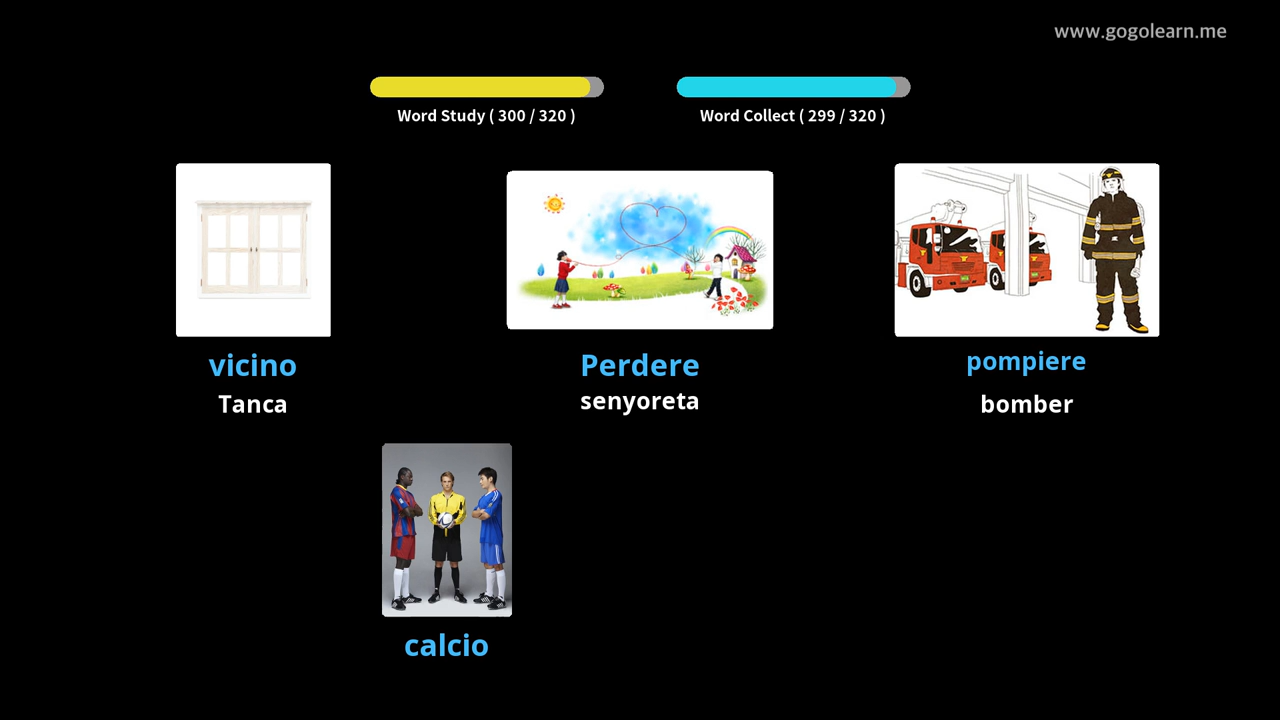 www.gogolearn.me
Word Study ( 300 / 320 )
Word Collect ( 299 / 320 )
vicino
Tanca
Perdere
senyoreta
pompiere
bomber
calcio